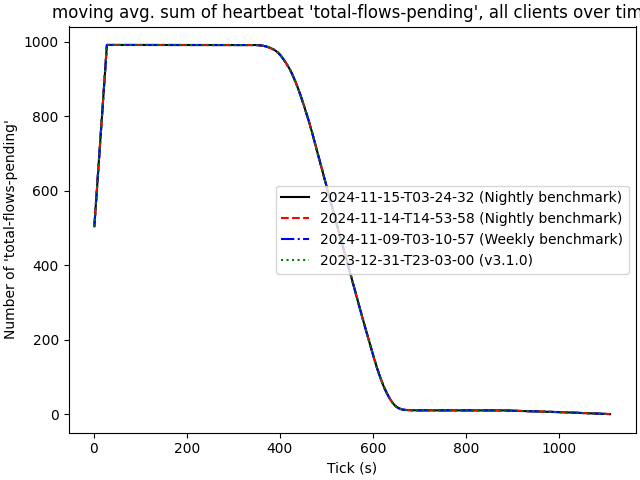 moving avg. sum of heartbeat 'total-flows-pending', all clients over tim
Number of 'total-flows-pending'
1000
800
600
400
200
0
2024-11-15-T03-24-32 (Nightly benchmark)
2024-11-14-T14-53-58 (Nightly benchmark)
2024-11-09-T03-10-57 (Weekly benchmark)
2023-12-31-T23-03-00 (v3.1.0)
0 200 400 600 800 1000
Tick (s)